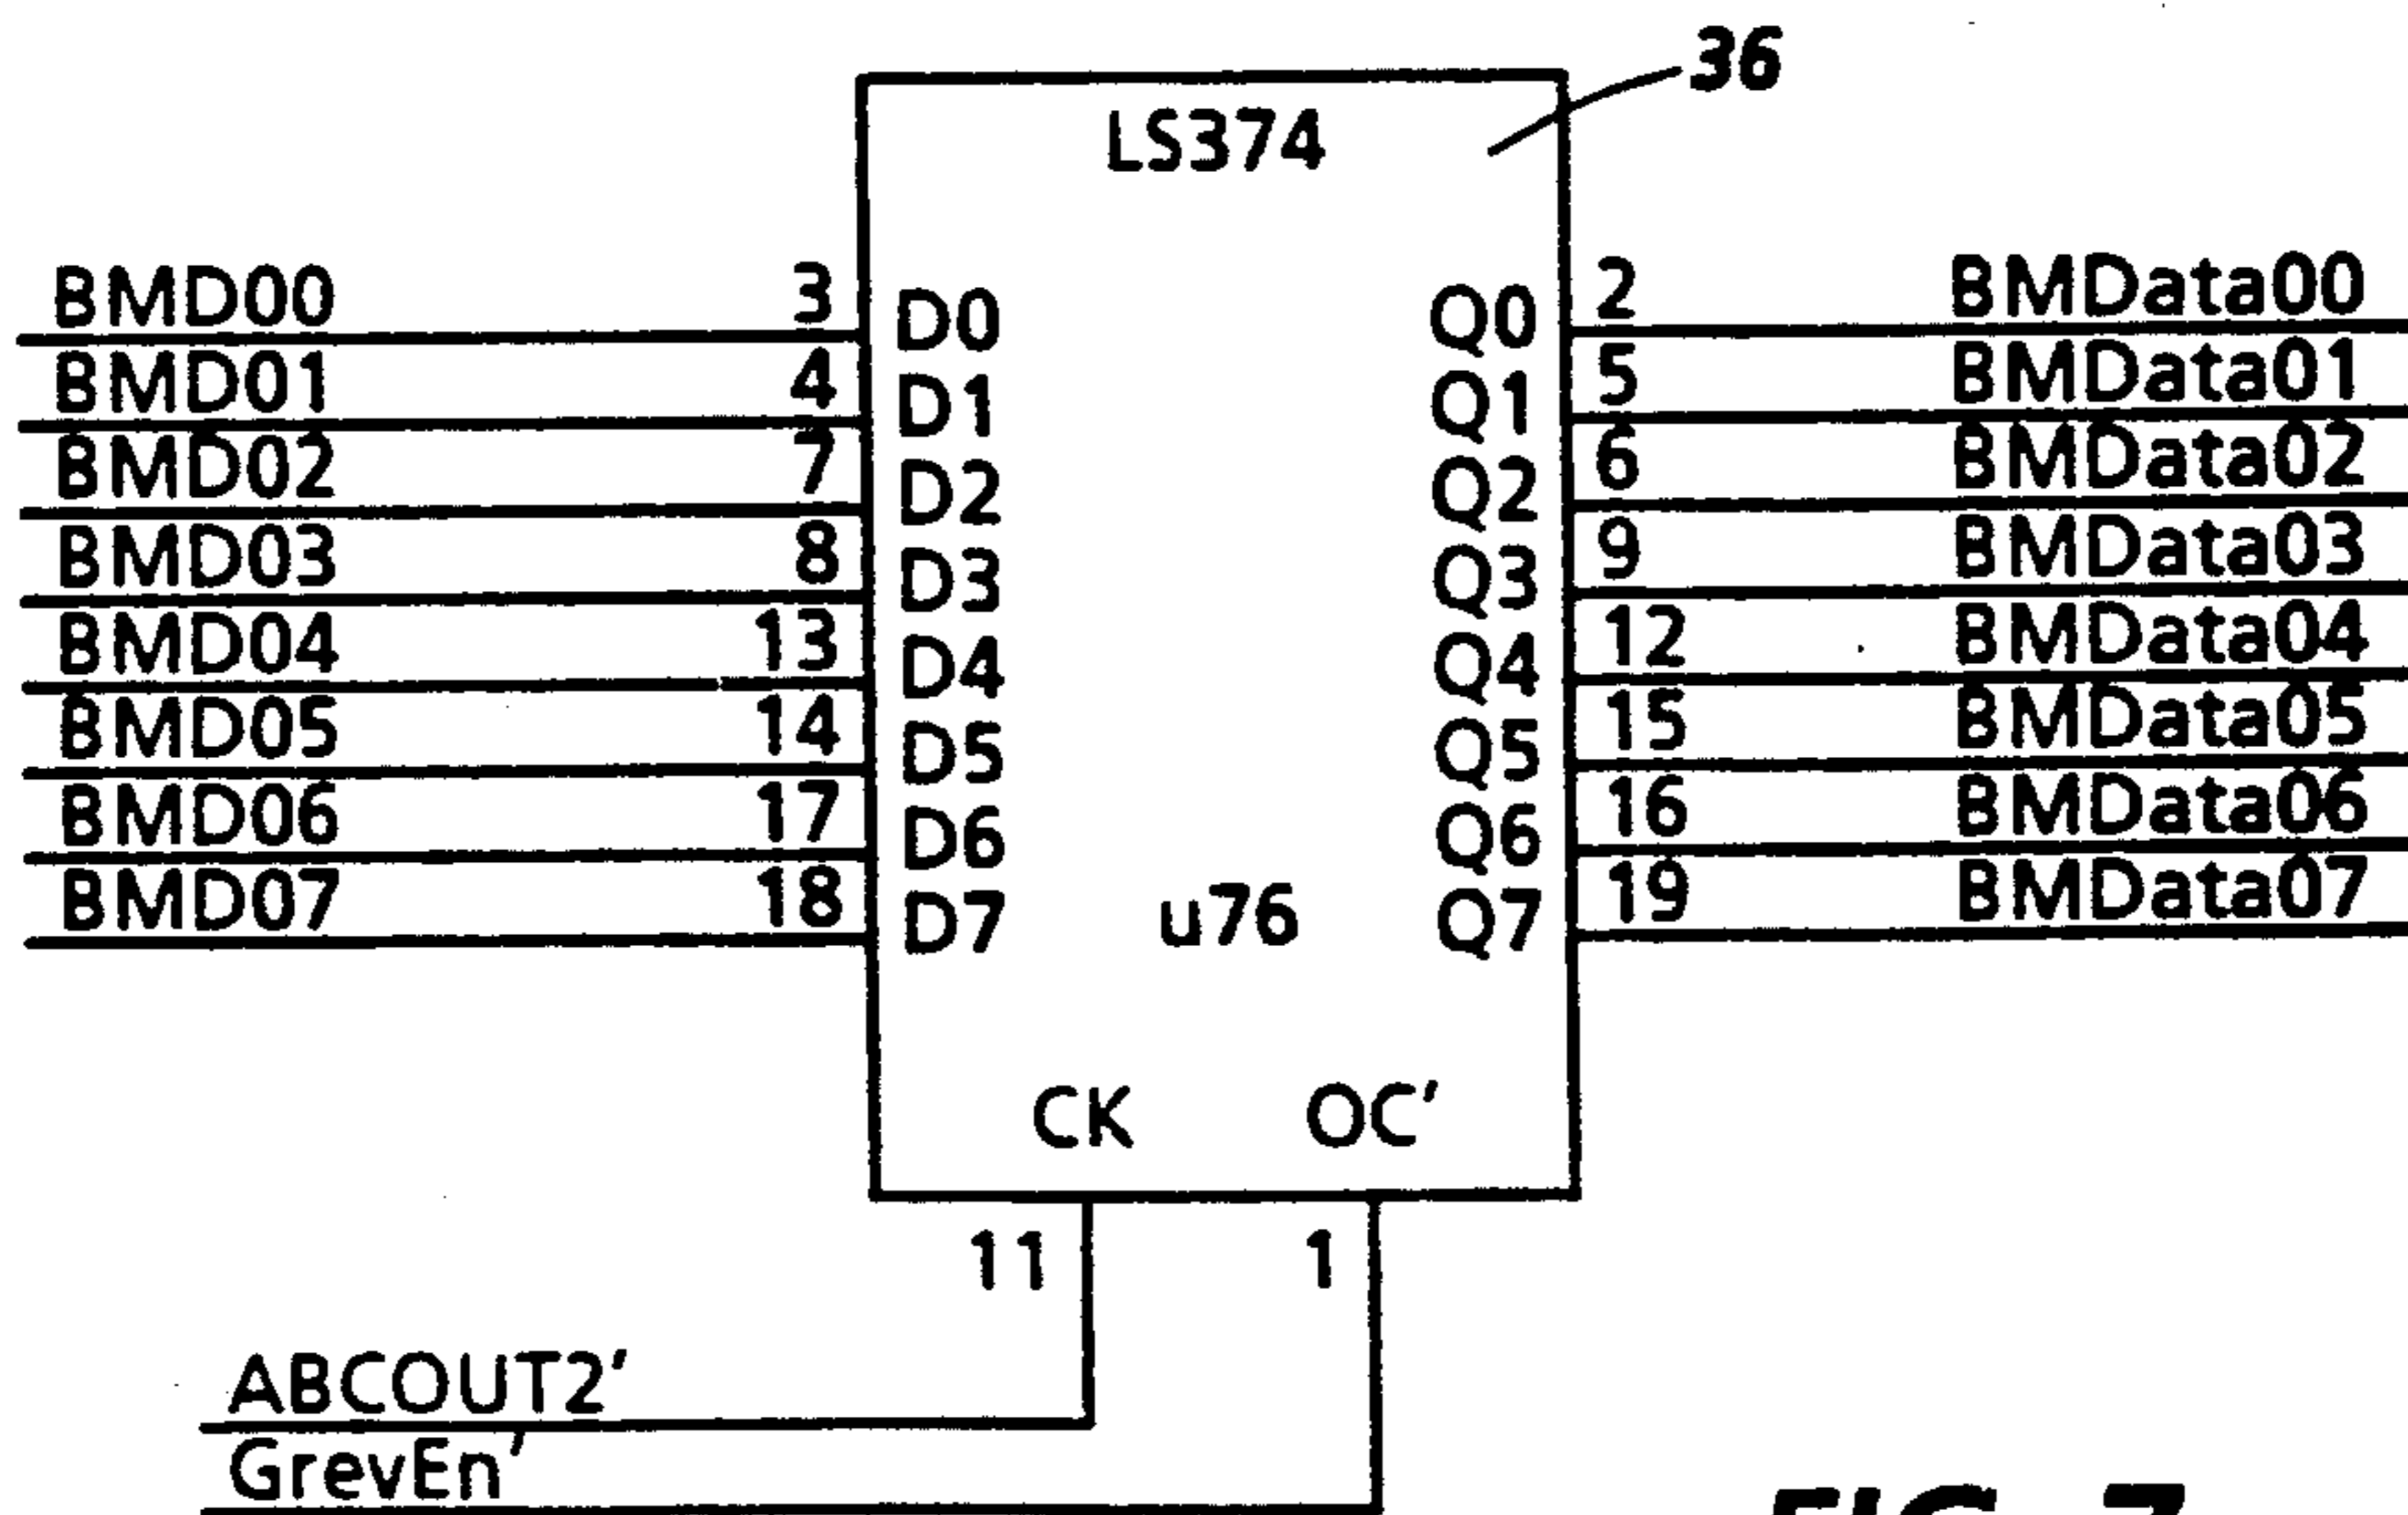 36
LS374
BMD00 3 D0 Q0 2 BMData00
BMD01 4 D1 Q1 5 BMData01
BMD02 7 D2 Q2 6 BMData02
BMD03 8 D3 Q3 9 BMData03
BMD04 13 D4 Q4 12 BMData04
BMD05 14 D5 Q5 15 BMData05
BMD06 17 D6 Q6 16 BMData06
BMD07 18 D7 u76 Q7 19 BMData07
CK OC'
11 1
ABCOUT2'
GrevEn'
FIG. 7